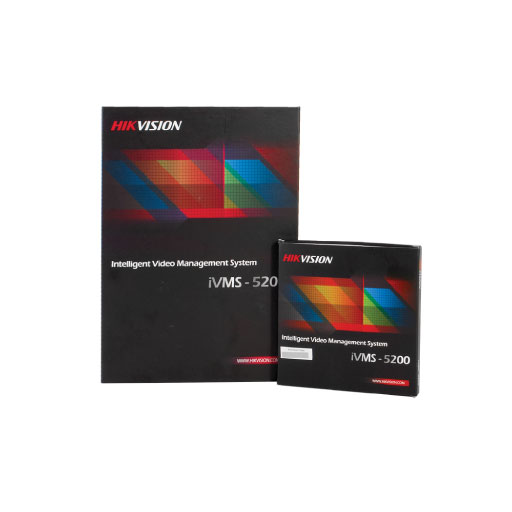 HIKVISION
Intelligent Video Management System
iVMS - 520
WWW.HIKVISION.COM
HIKVISION
Intelligent Video Management System
iVMS - 5200
WWW.HIKVISION.COM